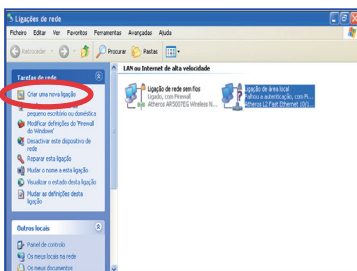 Ligações de rede
Ficheiro Editar Ver Favoritos Ferramentas Avançadas Ajuda
Retroceder Procurar Pastas
Tarefas de rede
Criar uma nova ligação
pequeno escritório ou doméstica
Modificar definições do 'Firewall
do Windows'
Desactivar este dispositivo de
rede
Reparar esta ligação
Mudar o nome a esta ligação
Visualizar o estado desta ligação
Mudar as definições desta
ligação
Outros locais
Painel de controlo
Os meus locais na rede
Os meus documentos
LAN ou Internet de alta velocidade
Ligação de rede sem fios
Ligado, com Firewall
Atheros AR5007EG Wireless N...
Ligação de área local
Falhou a autenticação, com Fi...
Atheros L2 Fast Ethernet 10/1...